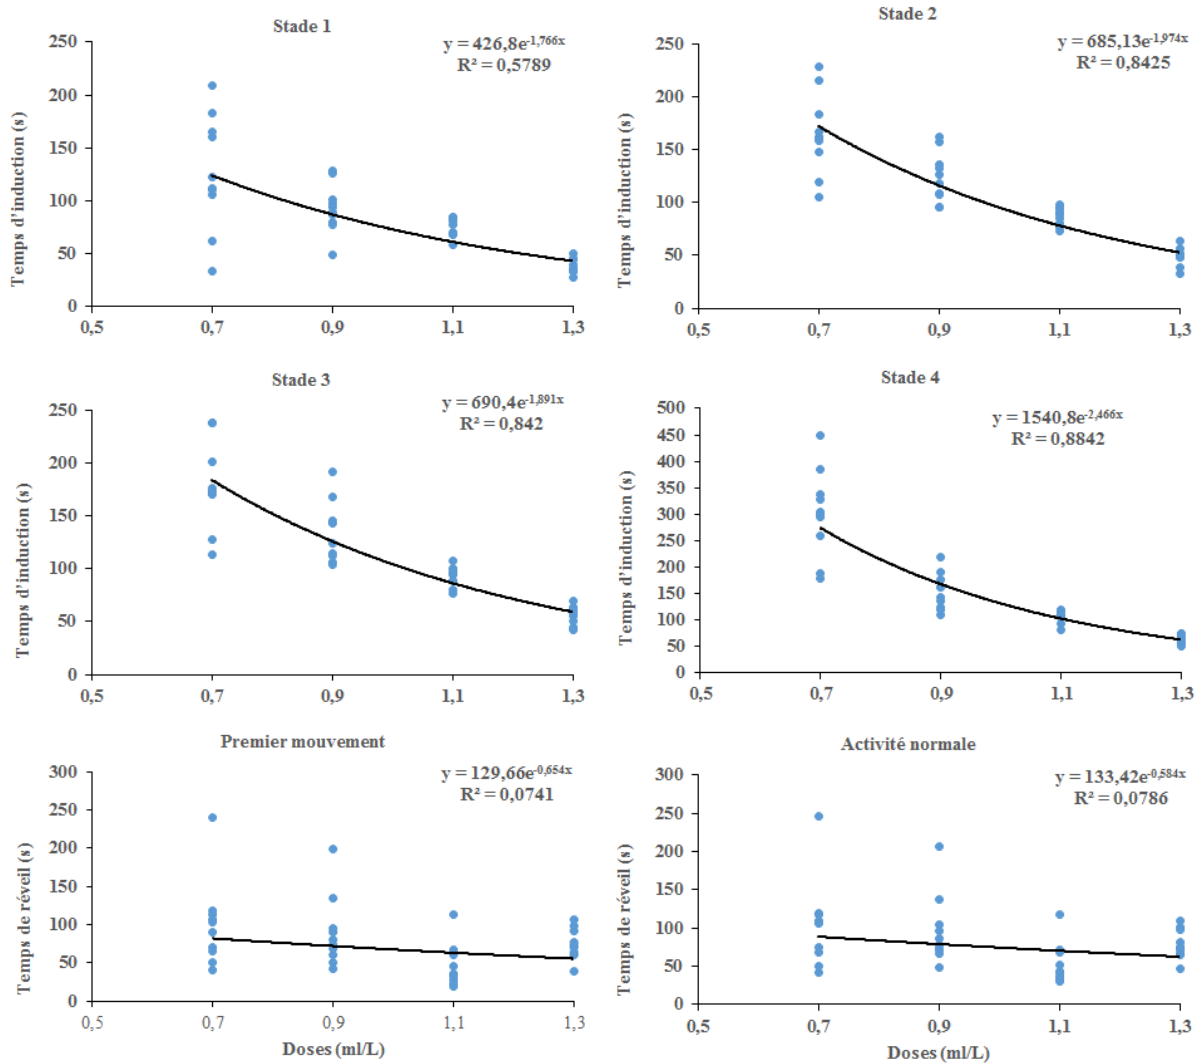 Stade 1
y = 426,8e-1,766x
R² = 0,5789
Temps d'induction (s)
250
200
150
100
50
0
0,5
0,7
0,9
1,1
1,3
Stade 2
y = 685,13e-1,974x
R² = 0,8425
Temps d'induction (s)
250
200
150
100
50
0
0,5
0,7
0,9
1,1
1,3
Stade 3
y = 690,4e-1,891x
R² = 0,842
Temps d'induction (s)
250
200
150
100
50
0
0,5
0,7
0,9
1,1
1,3
Stade 4
y = 1540,8e-2,466x
R² = 0,8842
Temps d'induction (s)
500
450
400
350
300
250
200
150
100
50
0
0,5
0,7
0,9
1,1
1,3
Premier mouvement
y = 129,66e-0,654x
R² = 0,0741
Temps de réveil (s)
300
250
200
150
100
50
0
0,5
0,7
0,9
1,1
1,3
Doses (ml/L)
Activité normale
y = 133,42e-0,584x
R² = 0,0786
Temps de réveil (s)
300
250
200
150
100
50
0
0,5
0,7
0,9
1,1
1,3
Doses (ml/L)